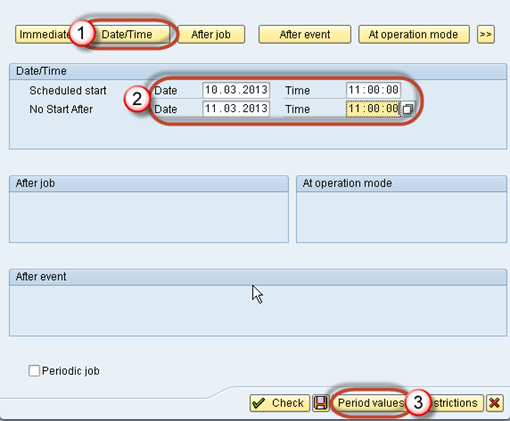 Immediate 1 Date/Time After job After event At operation mode >>
Date/Time
Scheduled start Date 10.03.2013 Time 11:00:00
2
No Start After Date 11.03.2013 Time 11:00:00
After job At operation mode
After event
Periodic job
Check Period values 3 strictions